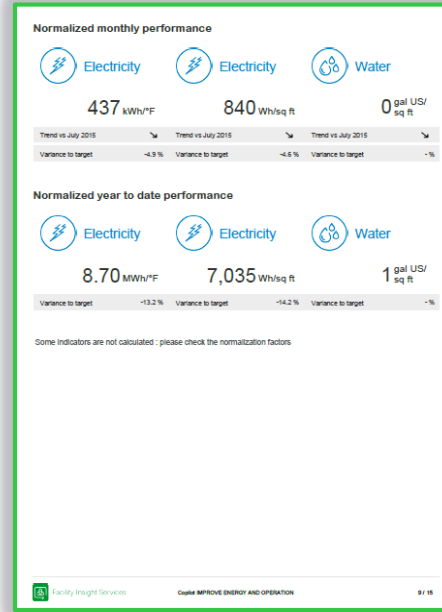 Normalized monthly performance
Electricity Electricity Water
437 kWh/°F 840 Wh/sq ft 0 gal US/ sq ft
Trend vs July 2015 Trend vs July 2015 Trend vs July 2015
Variance to target -4.9 % Variance to target -4.6 % Variance to target - %
Normalized year to date performance
Electricity Electricity Water
8.70 MWh/°F 7,035 Wh/sq ft 1 gal US/ sq ft
Variance to target -13.2 % Variance to target -14.2 % Variance to target - %
Some indicators are not calculated : please check the normalization factors
Facility Insight Services Copilot IMPROVE ENERGY AND OPERATION 9/ 15